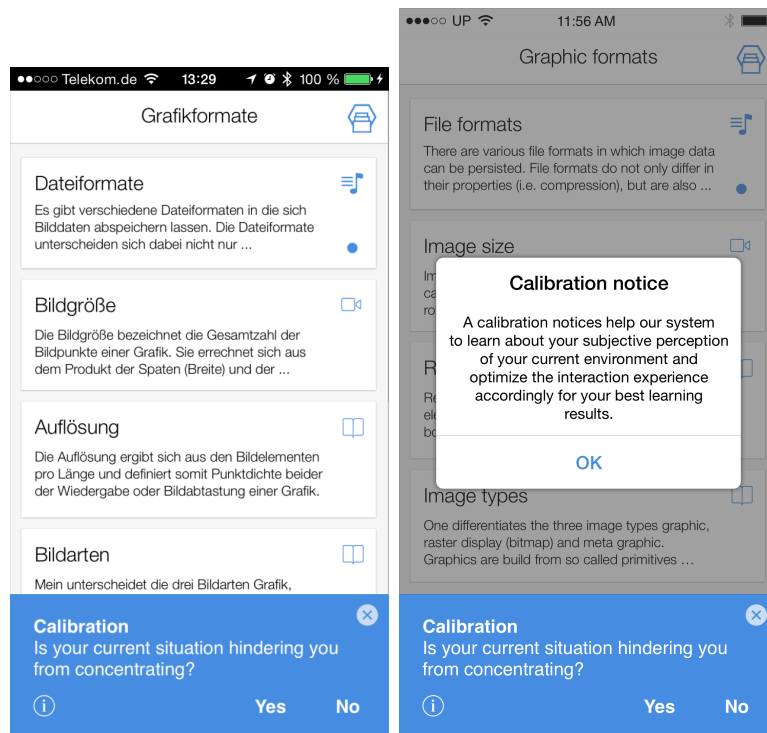 Telekom.de 13:29 100 %
Grafikformate
Dateiformate
Es gibt verschiedene Dateiformaten in die sich
Bilddaten abspeichern lassen. Die Dateiformate
unterscheiden sich dabei nicht nur ...
Bildgröße
Die Bildgröße bezeichnet die Gesamtzahl der
Bildpunkte einer Grafik. Sie errechnet sich aus
dem Produkt der Spaten (Breite) und der ...
Auflösung
Die Auflösung ergibt sich aus den Bildelementen
pro Länge und definiert somit Punktdichte beider
der Wiedergabe oder Bildabtastung einer Grafik.
Bildarten
Mein unterscheidet die drei Bildarten Grafik,
Calibration
Is your current situation hindering you
from concentrating?
Yes No
UP 11:56 AM
Graphic formats
File formats
There are various file formats in which image data
can be persisted. File formats do not only differ in
their properties (i.e. compression), but are also ...
Image size
Calibration notice
A calibration notices help our system
to learn about your subjective perception
of your current environment and
optimize the interaction experience
accordingly for your best learning
results.
OK
Image types
One differentiates the three image types graphic,
raster display (bitmap) and meta graphic.
Graphics are build from so called primitives ...
Calibration
Is your current situation hindering you
from concentrating?
Yes No